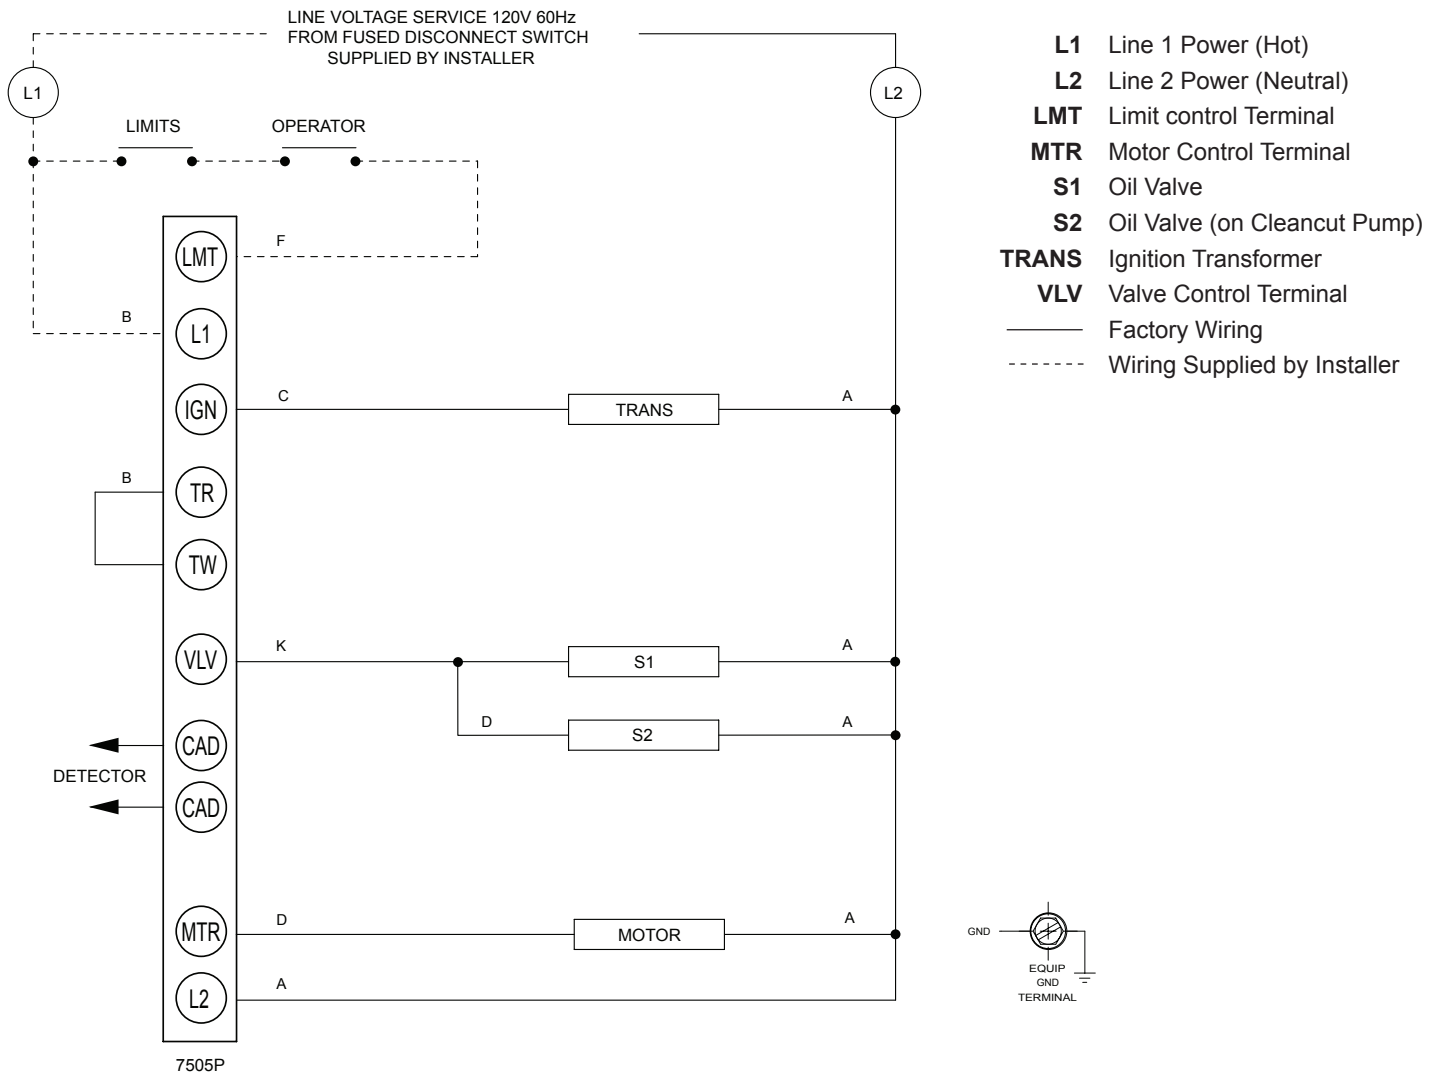 LINE VOLTAGE SERVICE 120V 60Hz
FROM FUSED DISCONNECT SWITCH
SUPPLIED BY INSTALLER
L1
L2
LIMITS
OPERATOR
LMT
F
B
L1
IGN
C
TRANS
A
B
TR
TW
VLV
K
S1
A
D
S2
A
CAD
DETECTOR
CAD
MTR
D
MOTOR
A
L2
A
7505P
L1 Line 1 Power (Hot)
L2 Line 2 Power (Neutral)
LMT Limit control Terminal
MTR Motor Control Terminal
S1 Oil Valve
S2 Oil Valve (on Cleancut Pump)
TRANS Ignition Transformer
VLV Valve Control Terminal
Factory Wiring
Wiring Supplied by Installer
GND
EQUIP
GND
TERMINAL